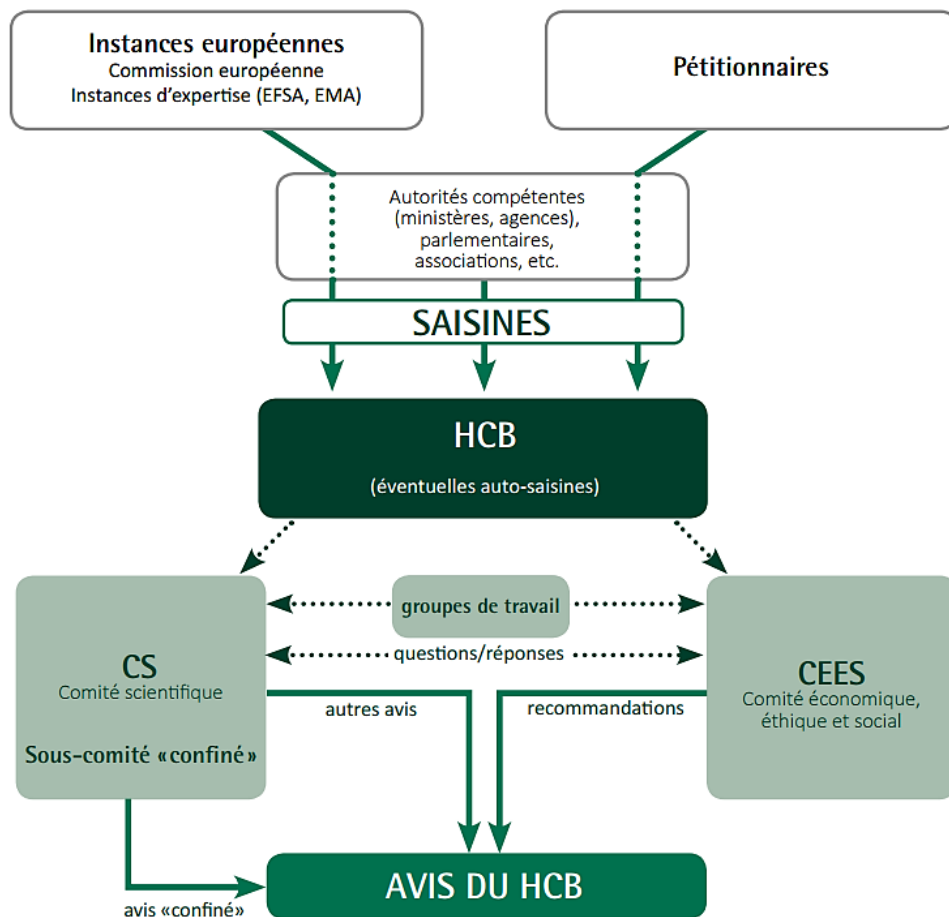 Instances européennes
Commission européenne
Instances d’expertise (EFSA, EMA)
Pétitionnaires
Autorités compétentes
(ministères, agences),
parlementaires,
associations, etc.
SAISINES
HCB
(éventuelles auto-saisines)
groupes de travail
questions/réponses
CS
Comité scientifique
Sous-comité «confiné»
CEES
Comité économique,
éthique et social
autres avis
recommandations
AVIS DU HCB
avis «confiné»